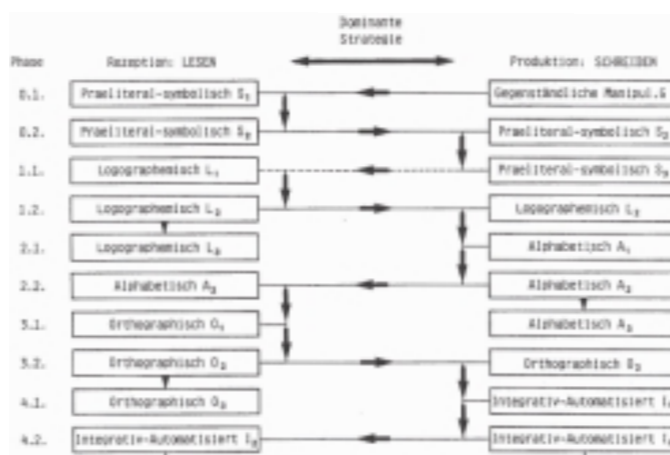 Dominante
Strategie
Phase Rezeption: LESEN Produktion: SCHREIBEN
0.1. Praeliteral-symbolisch S₁ Gegenständliche Manipul.G
0.2. Praeliteral-symbolisch S₂ Praeliteral-symbolisch S₂
1.1. Logographemisch L₁ Praeliteral-symbolisch S₃
1.2. Logographemisch L₂ Logographemisch L₂
2.1. Logographemisch L₃ Alphabetisch A₁
2.2. Alphabetisch A₂ Alphabetisch A₂
3.1. Orthographisch O₁ Alphabetisch A₃
3.2. Orthographisch O₂ Orthographisch O₂
4.1. Orthographisch O₃ Integrativ-Automatisiert
4.2. Integrativ-Automatisiert Integrativ-Automatisiert